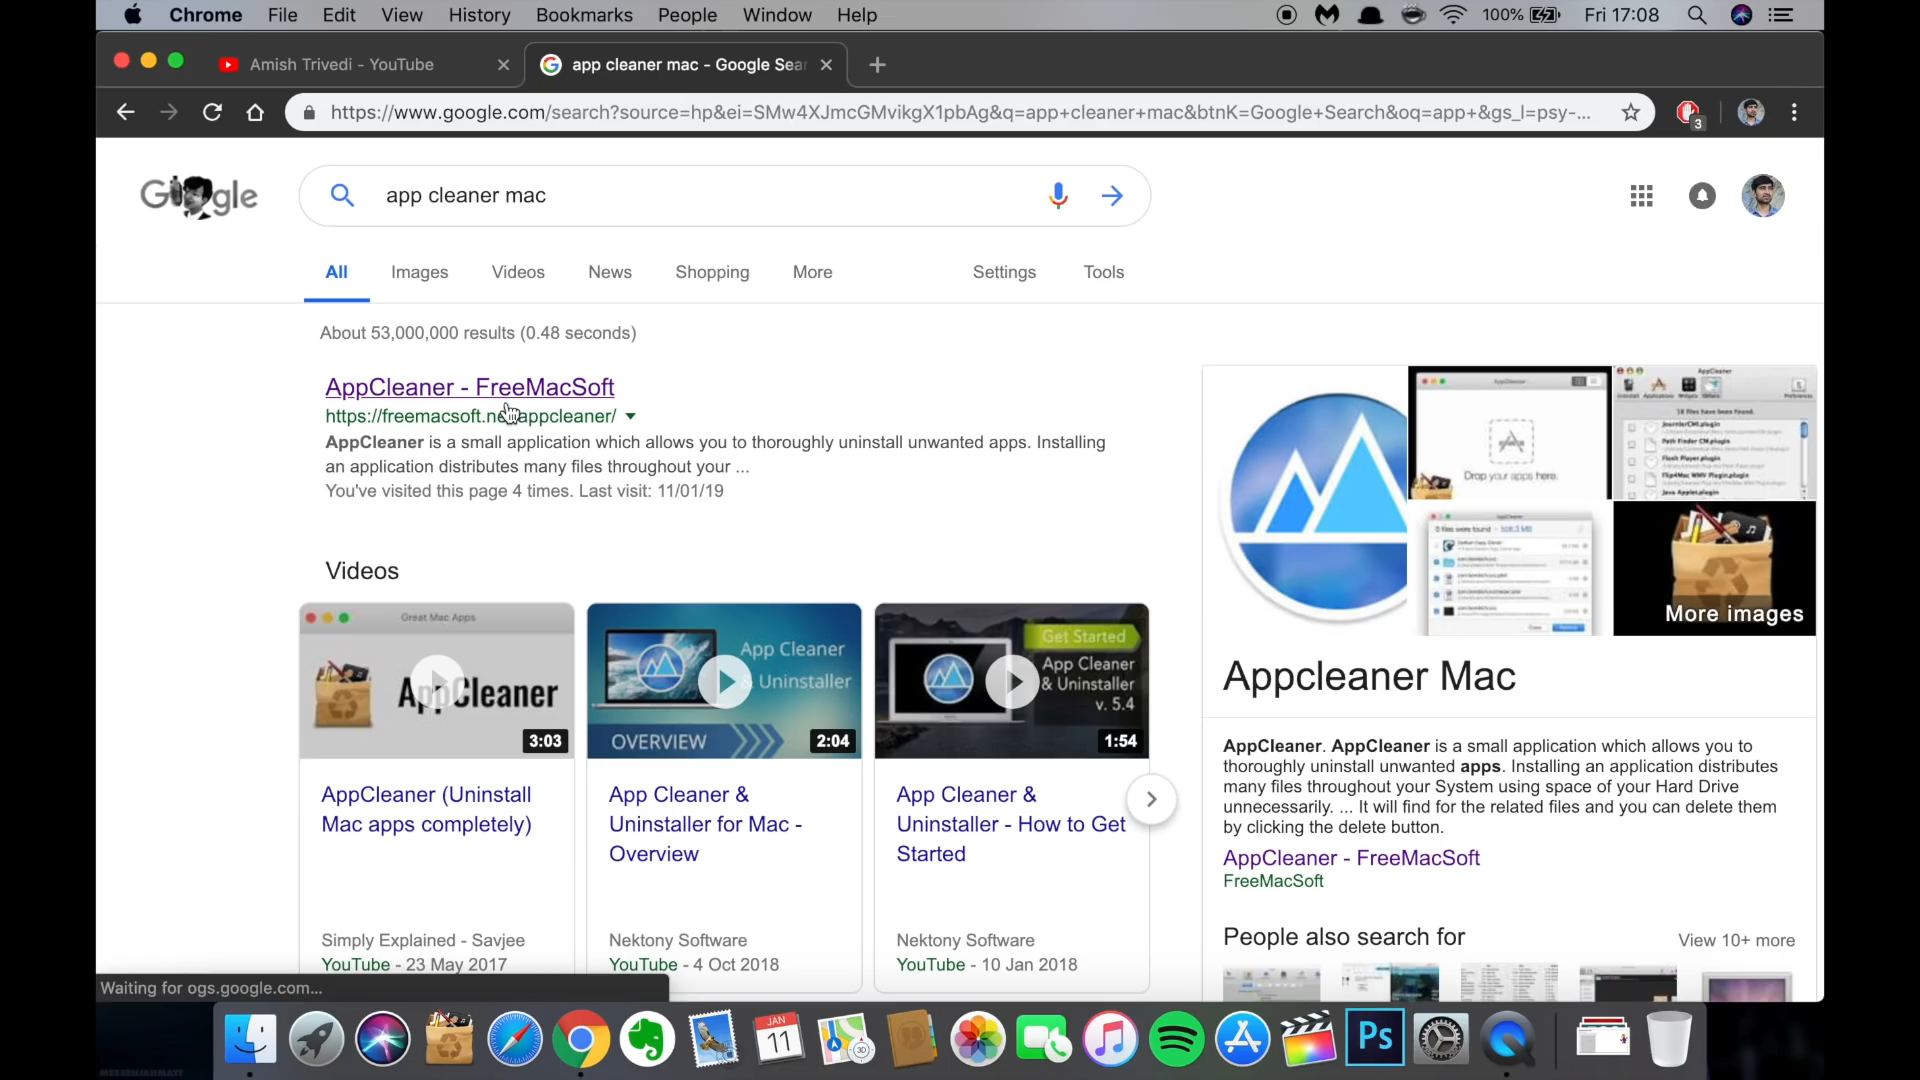 Chrome File Edit View History Bookmarks People Window Help 100% Fri 17:08
Amish Trivedi - YouTube
app cleaner mac - Google Sear
https://www.google.com/search?source=hp&ei=SMw4XJmcGMvikgX1pbAg&q=app+cleaner+mac&btnK=Google+Search&oq=app+&gs_l=psy-...
3
Google
app cleaner mac
All Images Videos News Shopping More Settings Tools
About 53,000,000 results (0.48 seconds)
AppCleaner - FreeMacSoft
https://freemacsoft.net/appcleaner/
AppCleaner is a small application which allows you to thoroughly uninstall unwanted apps. Installing
an application distributes many files throughout your ...
You've visited this page 4 times. Last visit: 11/01/19
Videos
Great Mac Apps
AppCleaner
3:03
App Cleaner
& Uninstaller
OVERVIEW
2:04
Get Started
App Cleaner
& Uninstaller
v. 5.4
1:54
AppCleaner (Uninstall
Mac apps completely)
Simply Explained - Savjee
YouTube - 23 May 2017
App Cleaner &
Uninstaller for Mac -
Overview
Nektony Software
YouTube - 4 Oct 2018
App Cleaner &
Uninstaller - How to Get
Started
Nektony Software
YouTube - 10 Jan 2018
AppCleaner
Drop your apps here.
AppCleaner
More images
Appcleaner Mac
AppCleaner. AppCleaner is a small application which allows you to
thoroughly uninstall unwanted apps. Installing an application distributes
many files throughout your System using space of your Hard Drive
unnecessarily. ... It will find for the related files and you can delete them
by clicking the delete button.
AppCleaner - FreeMacSoft
FreeMacSoft
People also search for
View 10+ more
Waiting for ogs.google.com...
JAN
11
3D
Ps